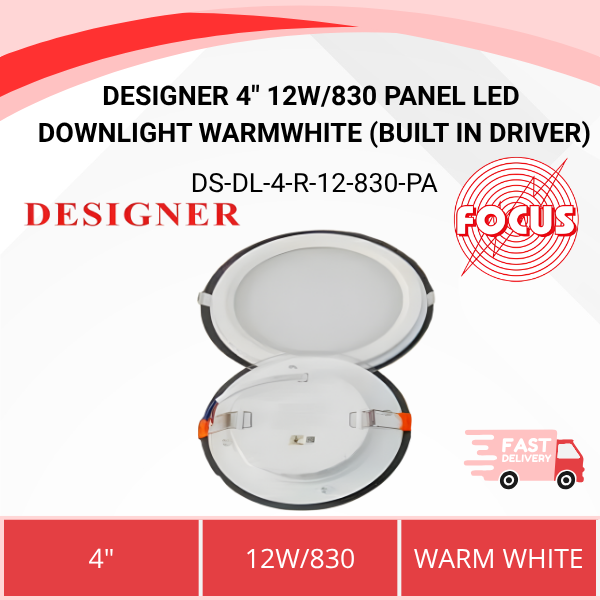 DESIGNER 4" 12W/830 PANEL LED
DOWNLIGHT WARMWHITE (BUILT IN DRIVER)
DS-DL-4-R-12-830-PA
DESIGNER
FOCUS
FAST
DELIVERY
4"
12W/830
WARM WHITE